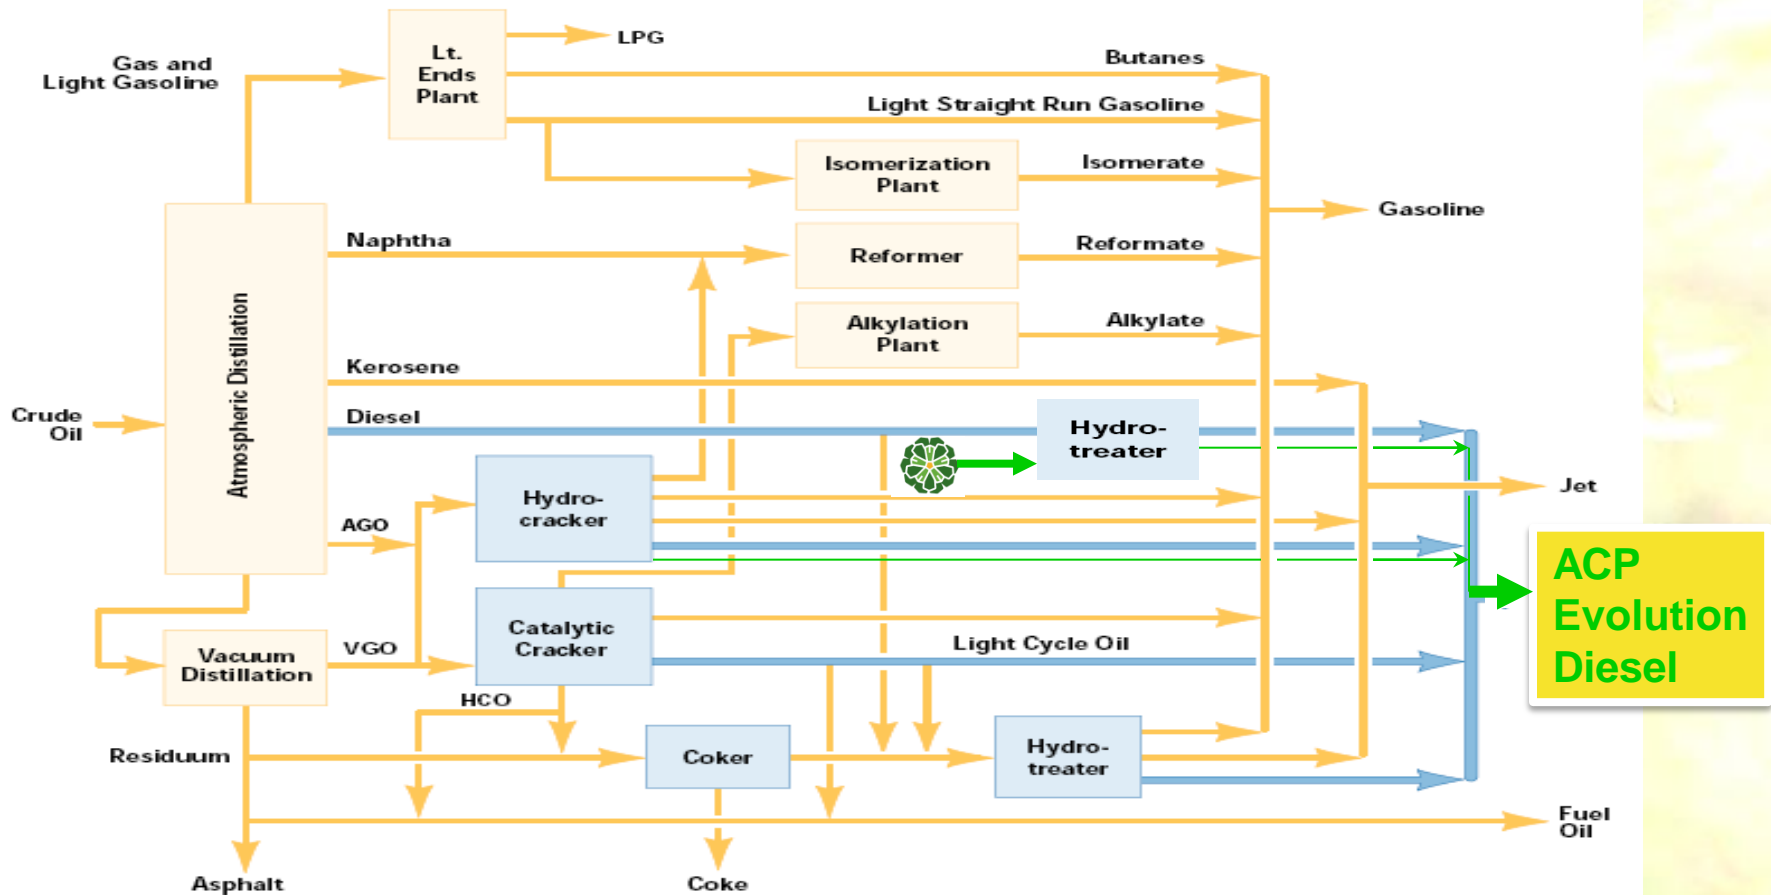 LPG
Gas and
Light Gasoline
Lt.
Ends
Plant
Butanes
Light Straight Run Gasoline
Isomerization
Plant
Isomerate
Gasoline
Naphtha
Reformer
Reformate
Atmospheric Distillation
Alkylation
Plant
Alkylate
Kerosene
Crude
Oil
Diesel
Hydro-
treater
Hydro-
cracker
Jet
AGO
ACP
Evolution
Diesel
Catalytic
Cracker
Light Cycle Oil
Vacuum
Distillation
VGO
HCO
Residuum
Coker
Hydro-
treater
Fuel
Oil
Asphalt
Coke